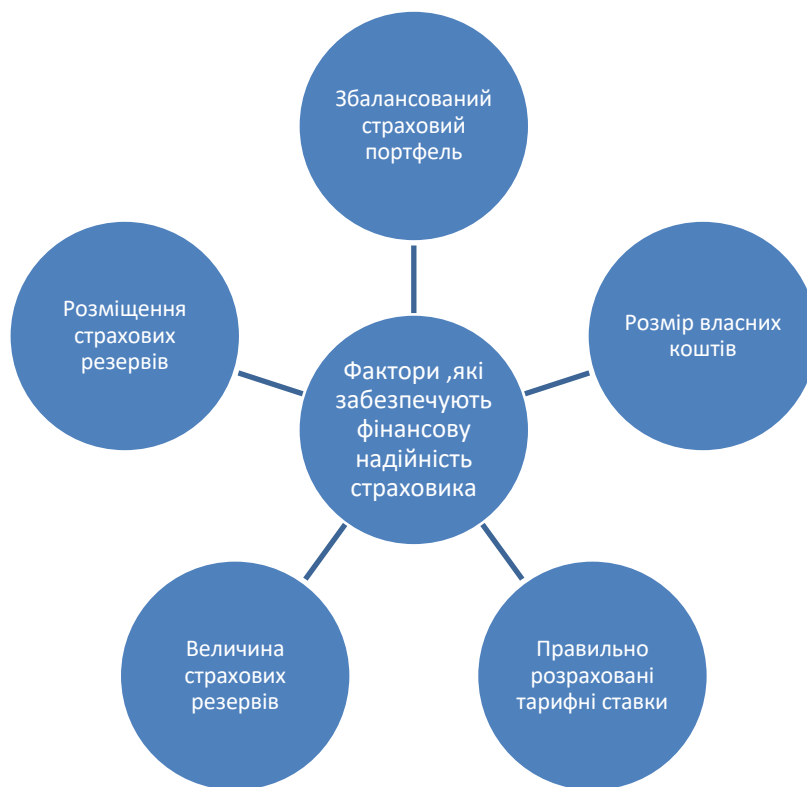 Збалансований
страховий
портфель
Розміщення
страхових
резервів
Розмір власних
коштів
Фактори ,які
забезпечують
фінансову
надійність
страховика
Величина
страхових
резервів
Правильно
розраховані
тарифні ставки